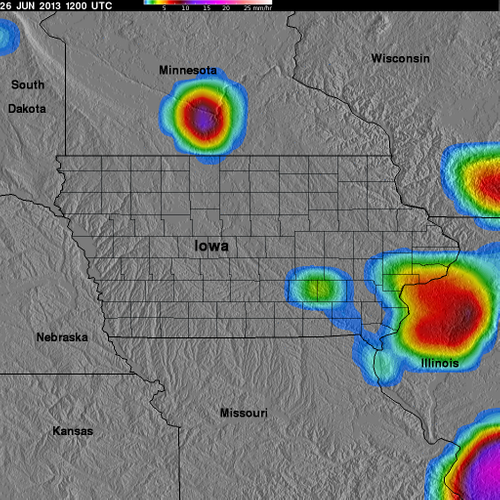 26 JUN 2013 1200 UTC
5 10 15 20 25 mm/hr
Minnesota
Wisconsin
South
Dakota
Iowa
Nebraska
Illinois
Missouri
Kansas